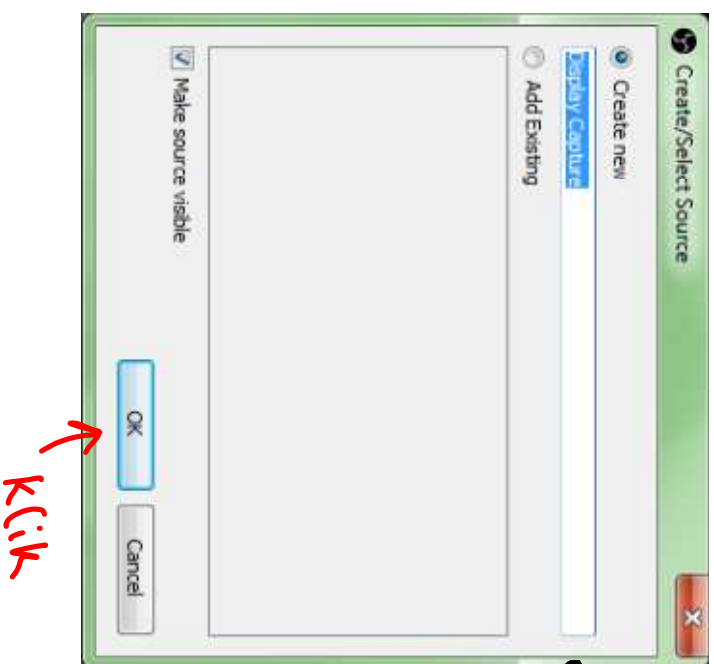 Create/Select Source
Create new
Display Capture
Add Existing
Make source visible
OK
Cancel
klik